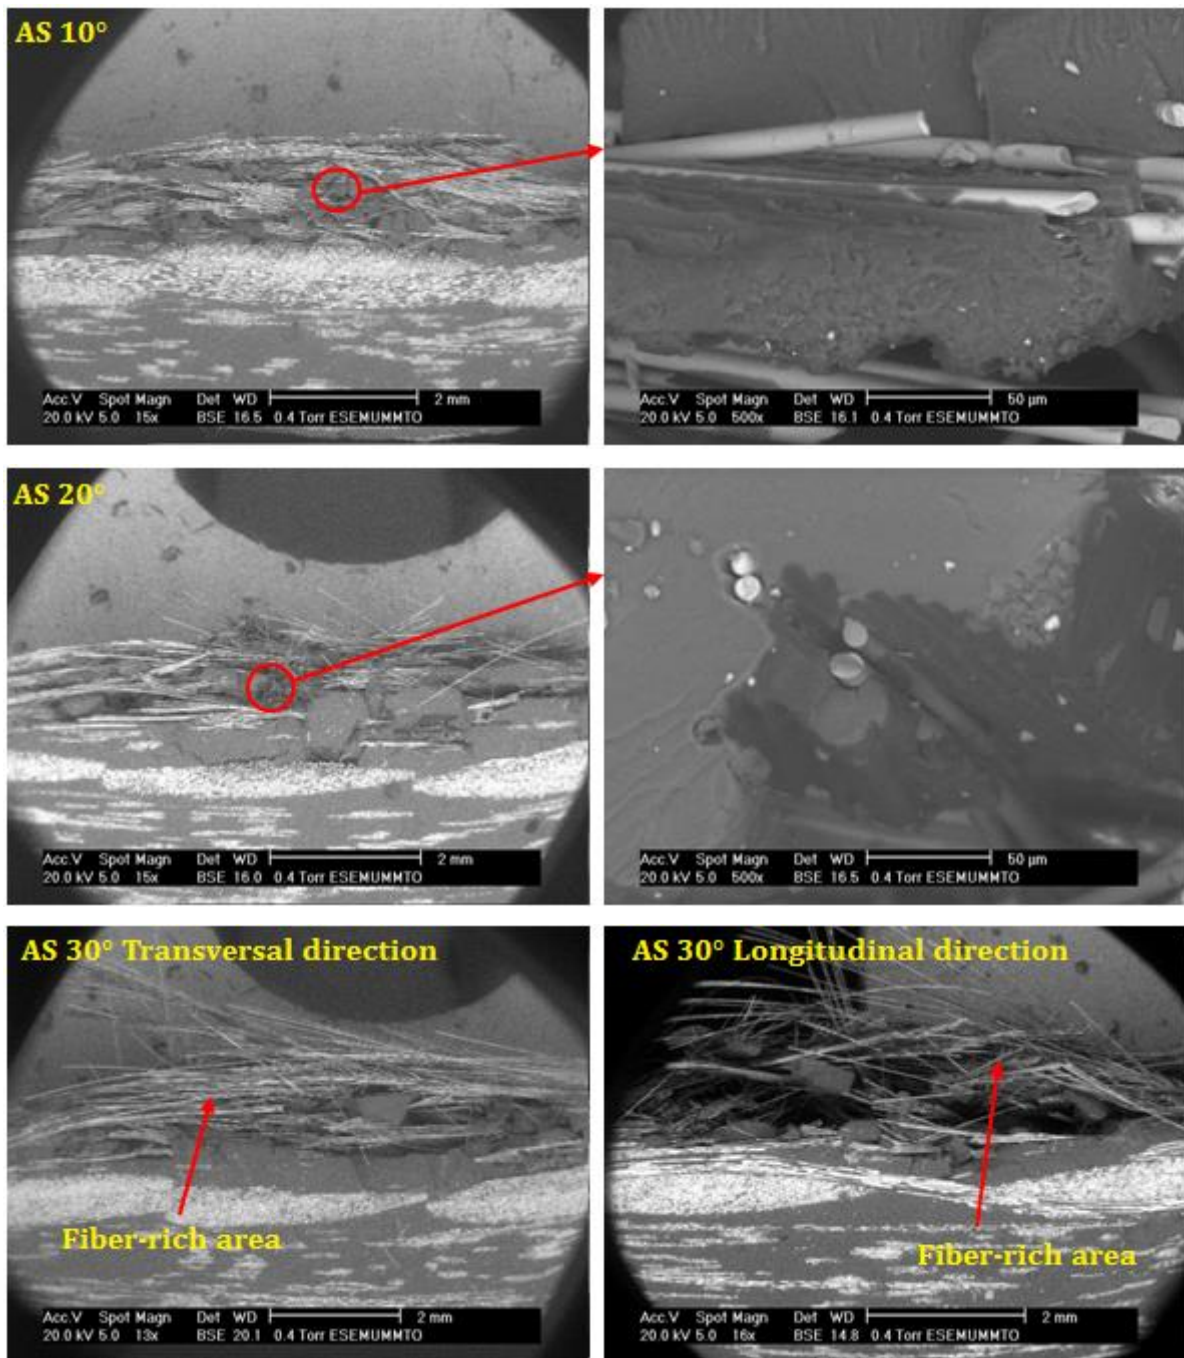 AS 10°
Acc.V Spot Magn Det WD 2 mm
20.0 kV 5.0 15x BSE 16.5 0.4 Torr ESEMUMMTO
Acc.V Spot Magn Det WD 50 µm
20.0 kV 5.0 500x BSE 16.1 0.4 Torr ESEMUMMTO
AS 20°
Acc.V Spot Magn Det WD 2 mm
20.0 kV 5.0 15x BSE 16.0 0.4 Torr ESEMUMMTO
Acc.V Spot Magn Det WD 50 µm
20.0 kV 5.0 500x BSE 16.5 0.4 Torr ESEMUMMTO
AS 30° Transversal direction
Fiber-rich area
Acc.V Spot Magn Det WD 2 mm
20.0 kV 5.0 13x BSE 20.1 0.4 Torr ESEMUMMTO
AS 30° Longitudinal direction
Fiber-rich area
Acc.V Spot Magn Det WD 2 mm
20.0 kV 5.0 16x BSE 14.8 0.4 Torr ESEMUMMTO